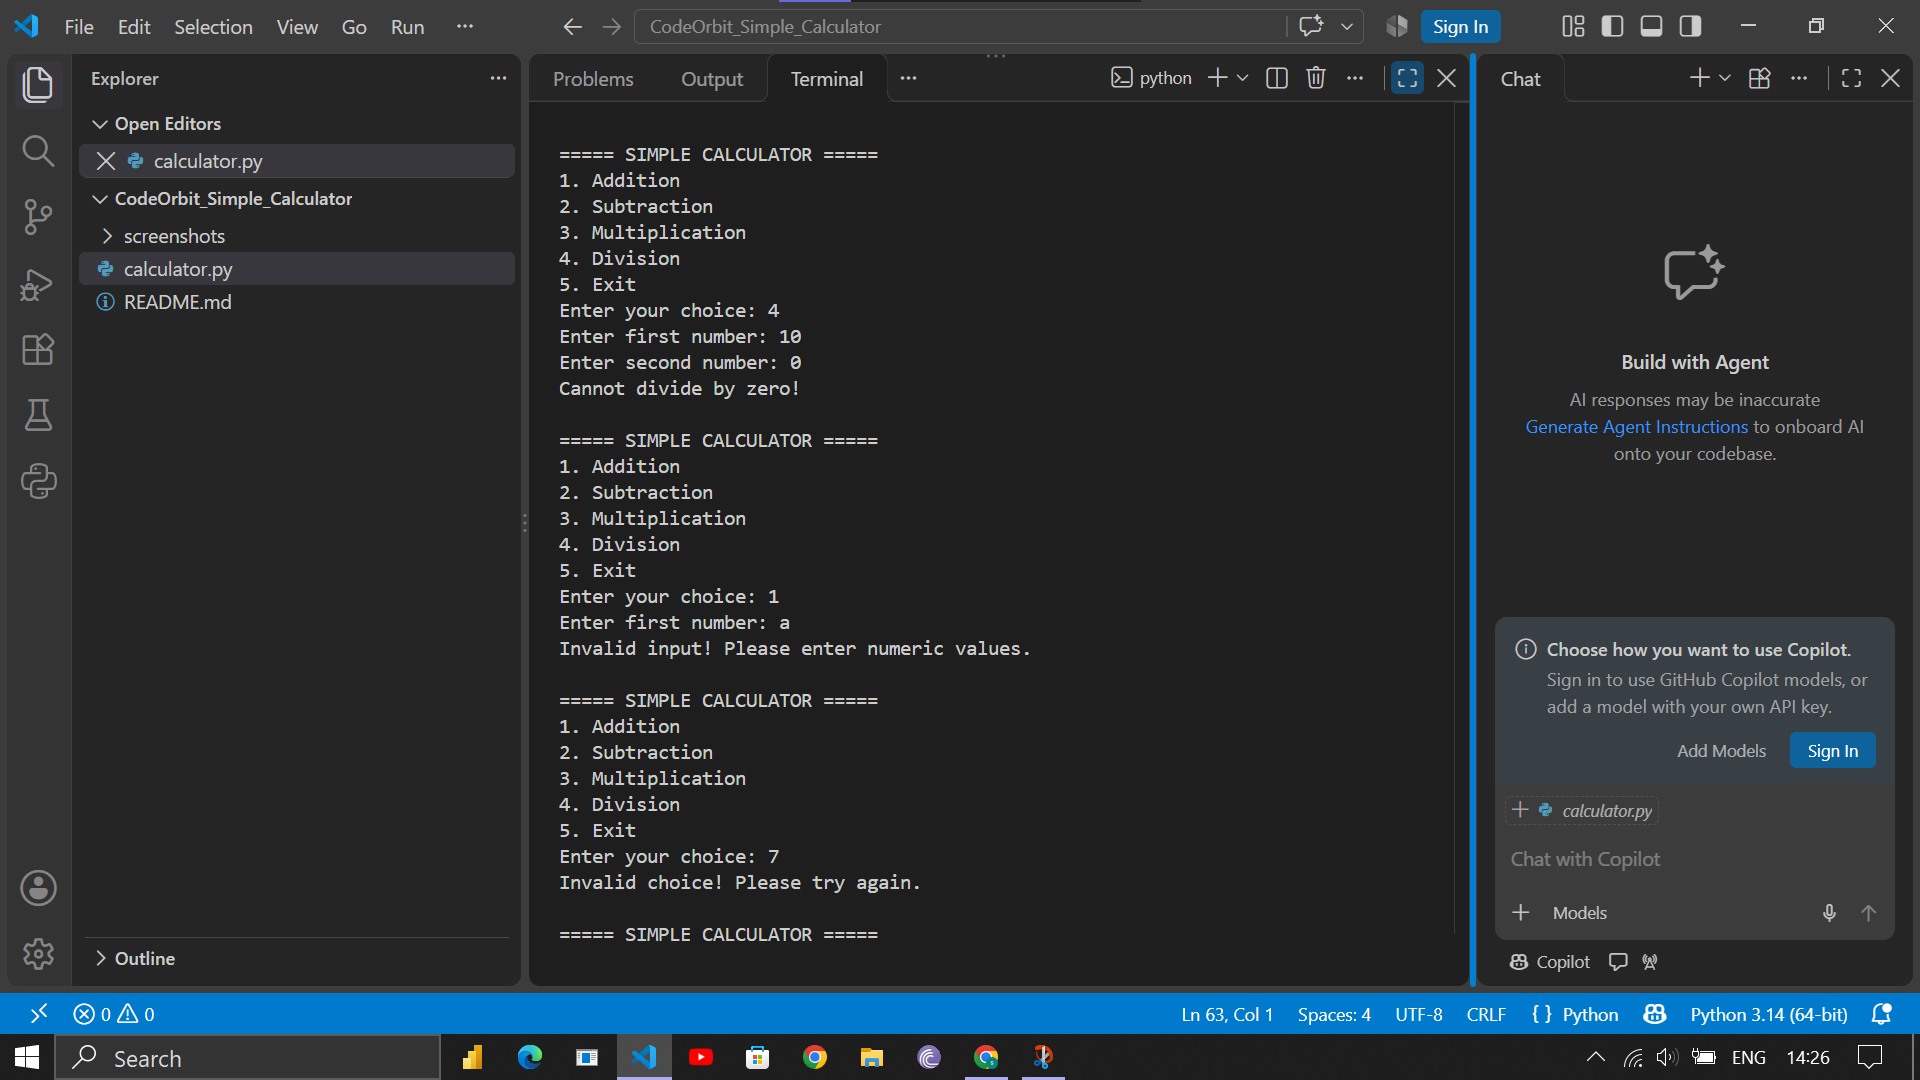 File Edit Selection View Go Run
CodeOrbit_Simple_Calculator
Sign In
Explorer
Open Editors
calculator.py
CodeOrbit_Simple_Calculator
screenshots
calculator.py
README.md
Outline
Problems Output Terminal
python
===== SIMPLE CALCULATOR =====
1. Addition
2. Subtraction
3. Multiplication
4. Division
5. Exit
Enter your choice: 4
Enter first number: 10
Enter second number: 0
Cannot divide by zero!
===== SIMPLE CALCULATOR =====
1. Addition
2. Subtraction
3. Multiplication
4. Division
5. Exit
Enter your choice: 1
Enter first number: a
Invalid input! Please enter numeric values.
===== SIMPLE CALCULATOR =====
1. Addition
2. Subtraction
3. Multiplication
4. Division
5. Exit
Enter your choice: 7
Invalid choice! Please try again.
===== SIMPLE CALCULATOR =====
Chat
Build with Agent
AI responses may be inaccurate
Generate Agent Instructions to onboard AI
onto your codebase.
Choose how you want to use Copilot.
Sign in to use GitHub Copilot models, or
add a model with your own API key.
Add Models Sign In
calculator.py
Chat with Copilot
Models
Copilot
0 0
Ln 63, Col 1 Spaces: 4 UTF-8 CRLF { } Python Python 3.14 (64-bit)
Search
ENG 14:26